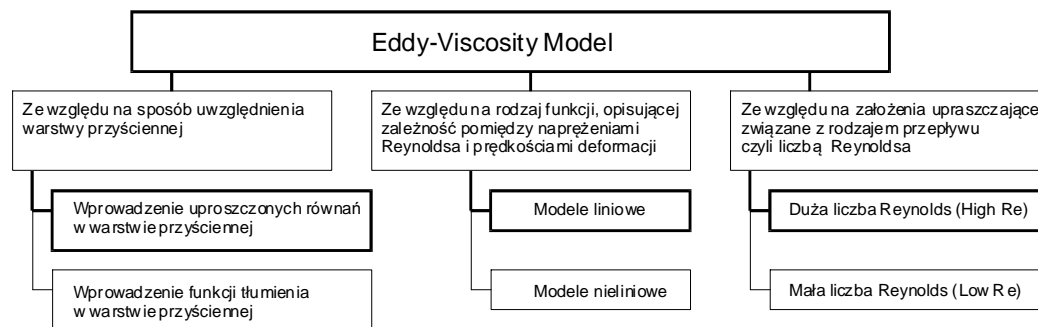 Eddy-Viscosity Model
Ze względu na sposób uwzględnienia
warstwy przyściennej
Wprowadzenie uproszczonych równań
w warstwie przyściennej
Wprowadzenie funkcji tłumienia
w warstwie przyściennej
Ze względu na rodzaj funkcji, opisującej
zależność pomiędzy naprężeniami
Reynoldsa i prędkościami deformacji
Modele liniowe
Modele nieliniowe
Ze względu na założenia upraszczające
związane z rodzajem przepływu
czyli liczbą Reynoldsa
Duża liczba Reynolds (High Re)
Mała liczba Reynolds (Low Re)